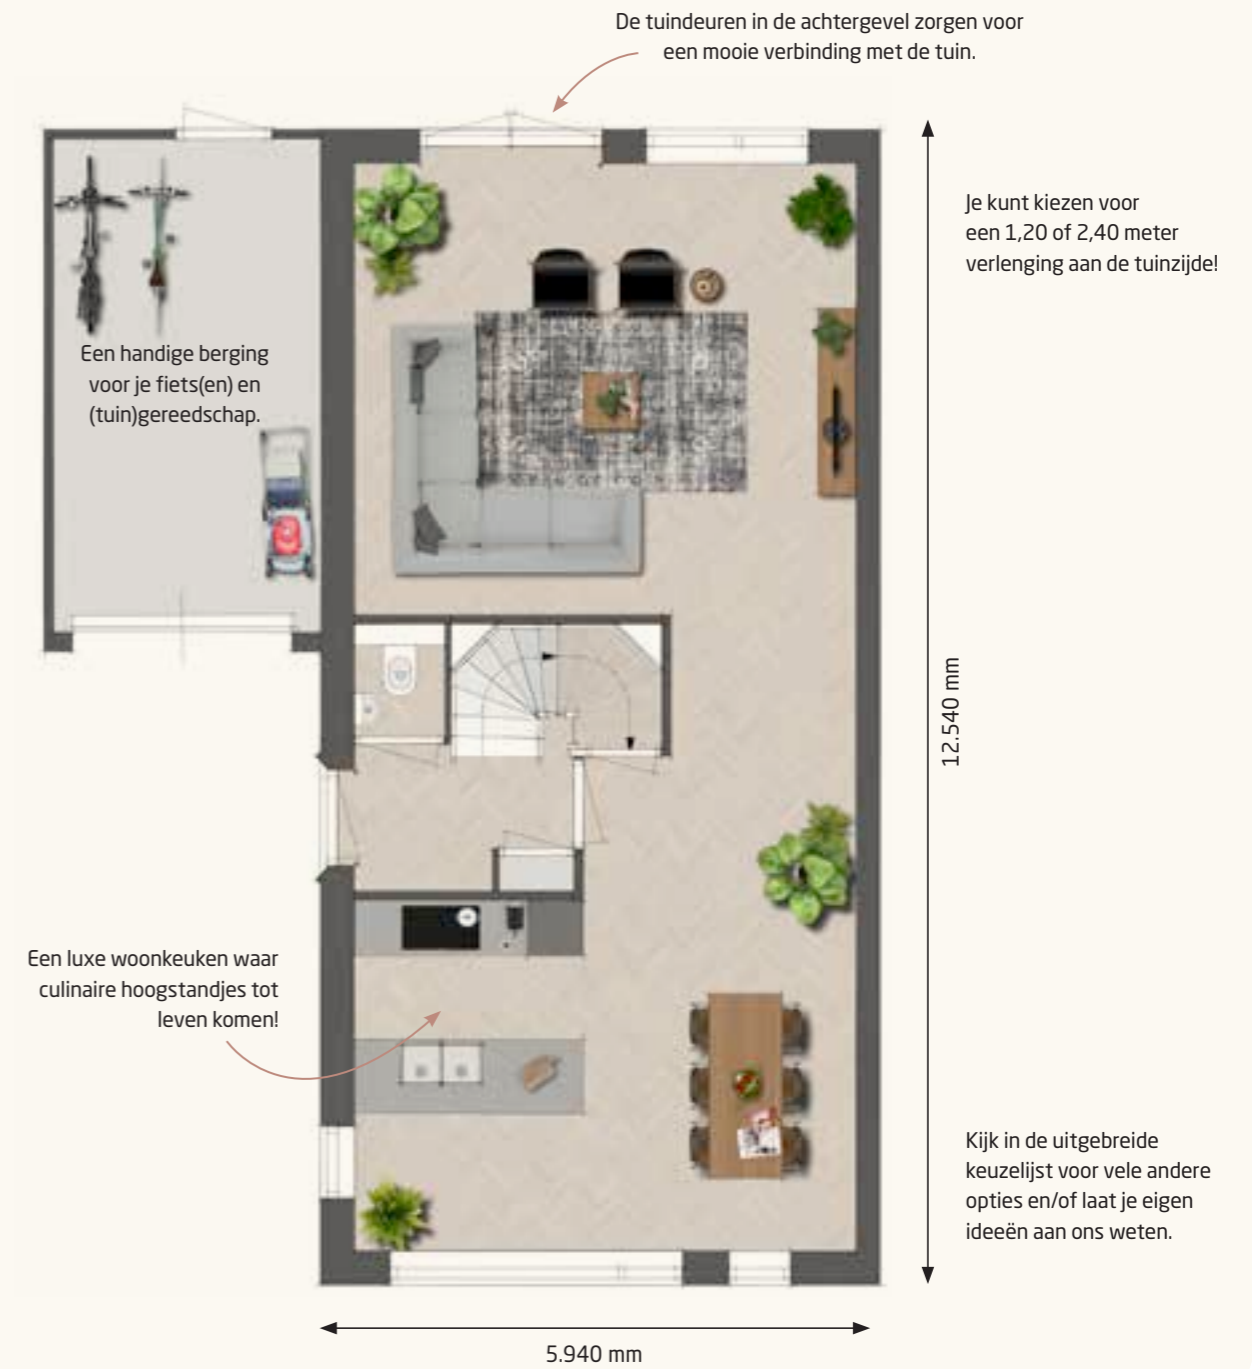 De tuindeuren in de achtergevel zorgen voor
een mooie verbinding met de tuin.
Je kunt kiezen voor
een 1,20 of 2,40 meter
verlenging aan de tuinzijde!
Een handige berging
voor je fiets(en) en
(tuin)gereedschap.
12.540 mm
Een luxe woonkeuken waar
culinaire hoogstandjes tot
leven komen!
Kijk in de uitgebreide
keuzelijst voor vele andere
opties en/of laat je eigen
ideeën aan ons weten.
5.940 mm